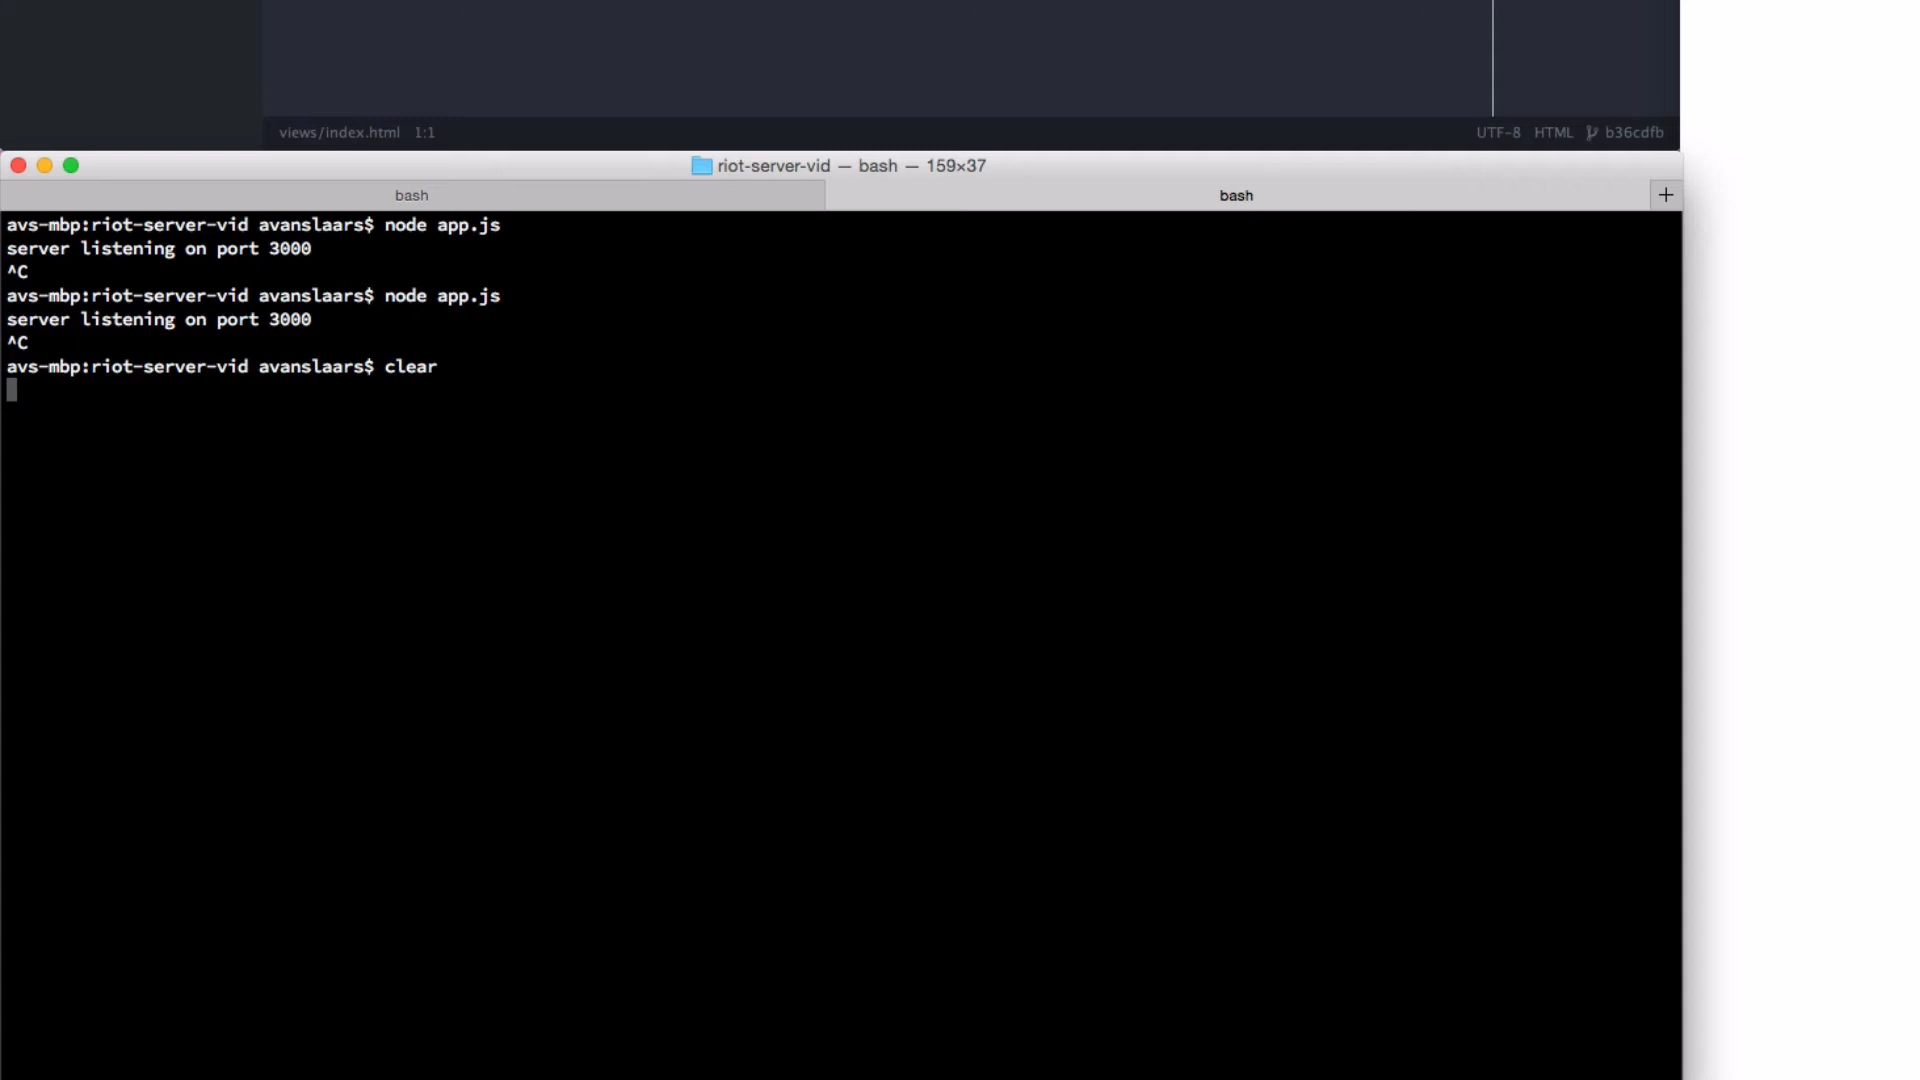 views/index.html 1:1
UTF-8 HTML b36cdfb
riot-server-vid — bash — 159×37
bash
bash
+
avs-mbp:riot-server-vid avanslaars$ node app.js
server listening on port 3000
^C
avs-mbp:riot-server-vid avanslaars$ node app.js
server listening on port 3000
^C
avs-mbp:riot-server-vid avanslaars$ clear